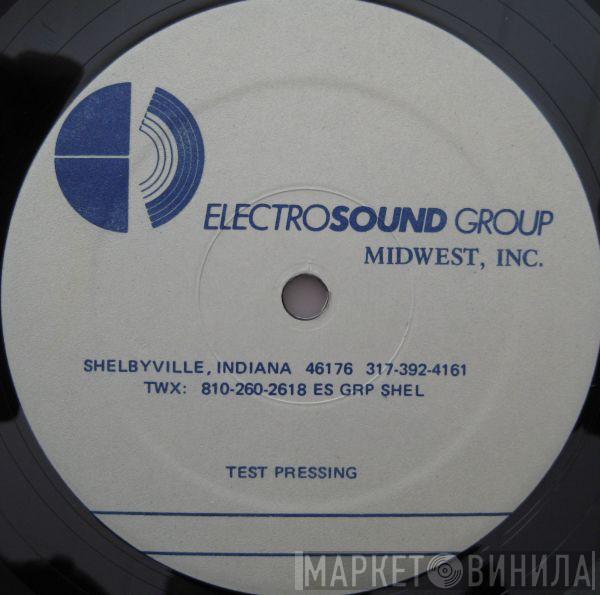 ELECTROSOUND GROUP
MIDWEST, INC.
SHELBYVILLE, INDIANA 46176 317-392-4161
TWX: 810-260-2618 ES GRP SHEL
TEST PRESSING
МАРКЕТ ВИНИЛА